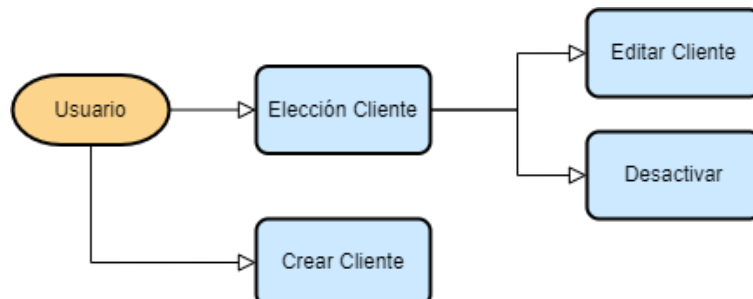 Editar Cliente
Usuario
Elección Cliente
Desactivar
Crear Cliente